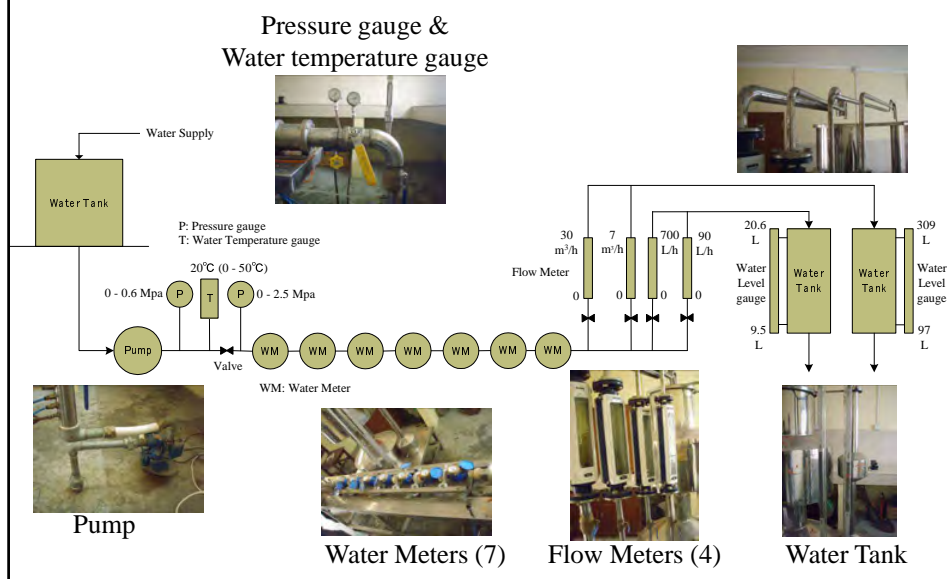 Pressure gauge &
Water temperature gauge
Water Supply
Water Tank
P: Pressure gauge
T: Water Temperature gauge
20℃ (0 - 50℃)
0 - 0.6 Mpa
P
T
P
0 - 2.5 Mpa
Pump
Valve
WM
WM
WM
WM
WM
WM
WM
WM: Water Meter
Flow Meter
30
m³/h
0
7
m³/h
0
700
L/h
0
90
L/h
0
20.6
L
Water
Level
gauge
9.5
L
Water
Tank
Water
Tank
309
L
Water
Level
gauge
97
L
Pump
Water Meters (7)
Flow Meters (4)
Water Tank